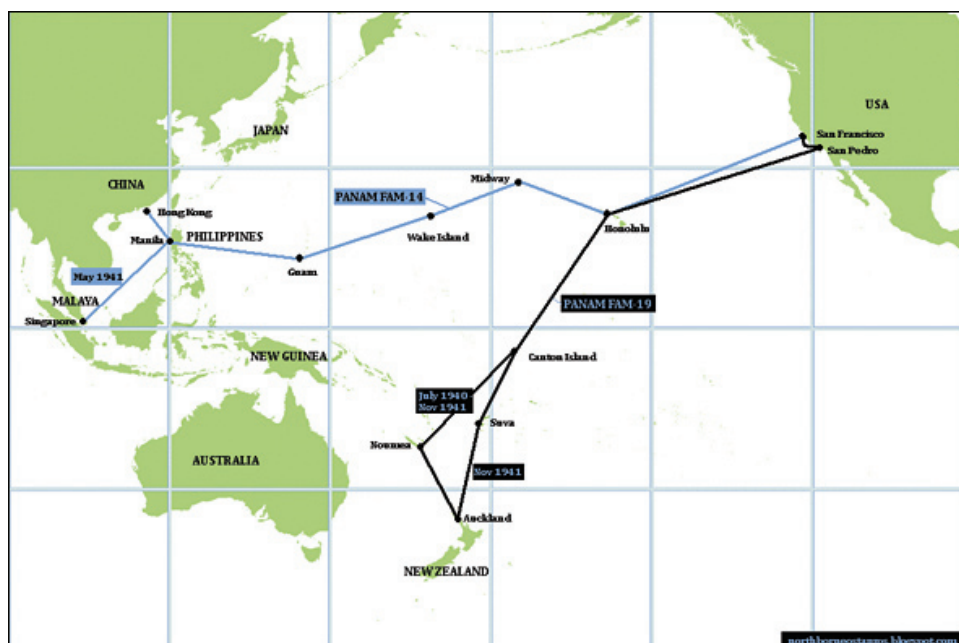 USA
San Francisco
San Pedro
JAPAN
CHINA
Midway
PANAM FAM-14
Hong Kong
Honolulu
Wake Island
PHILIPPINES
Manila
Guam
May 1941
MALAYA
Singapore
PANAM FAM-19
NEW GUINEA
Canton Island
July 1940
Nov 1941
Suva
Noumea
AUSTRALIA
Nov 1941
Auckland
NEW ZEALAND
northborneostamps.blogspot.com